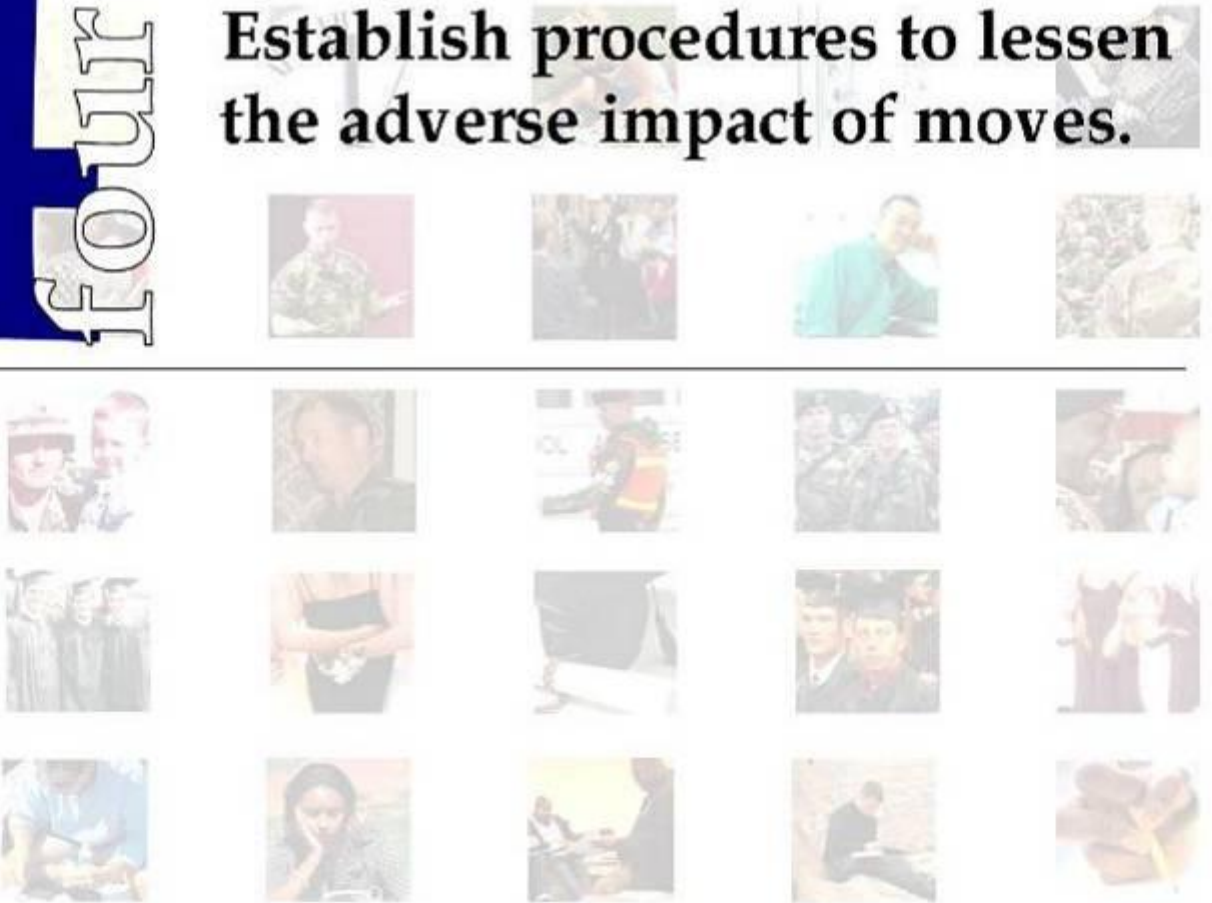 four
Establish procedures to lessen
the adverse impact of moves.